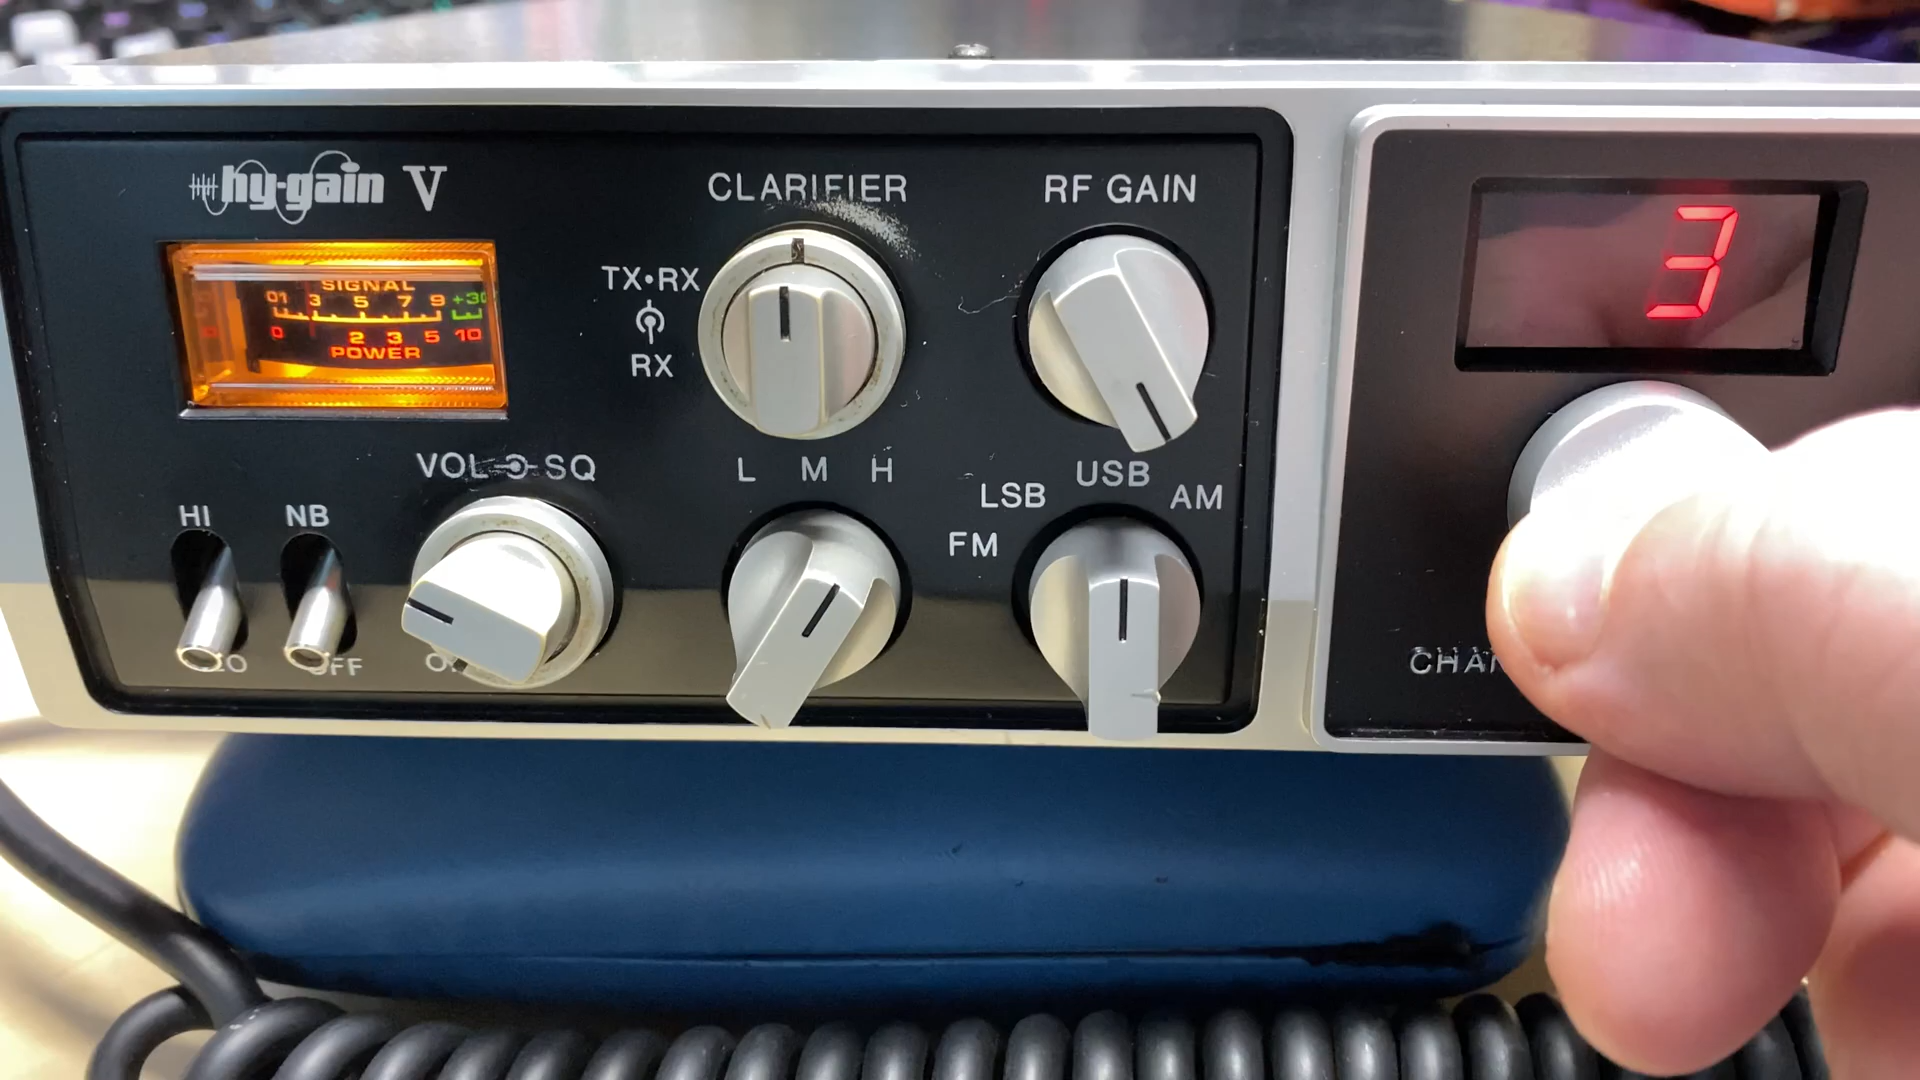 hy-gain V
CLARIFIER
RF GAIN
3
SIGNAL
01 3 5 7 9 +30
0 2 3 5 10
POWER
TX•RX
RX
VOL SQ
L M H
LSB USB AM
FM
HI NB